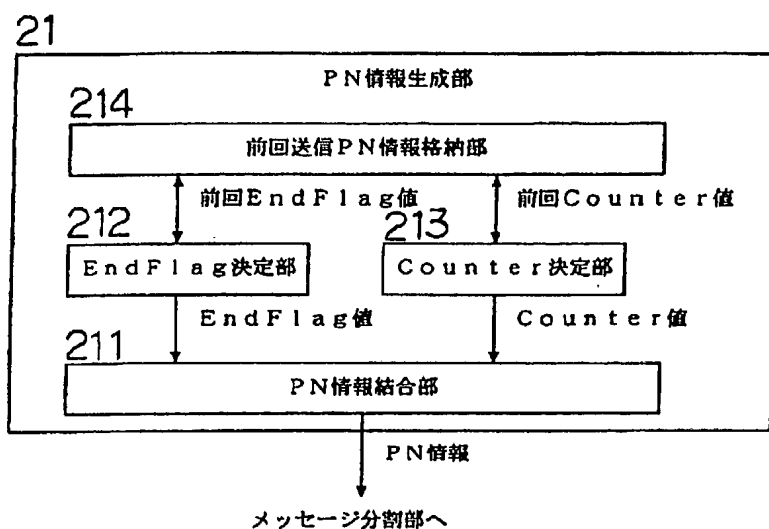 21
PN情報生成部
214
前回送信PN情報格納部
前回EndFlag値
前回Counter値
212
213
EndFlag決定部
Counter決定部
EndFlag値
Counter値
211
PN情報結合部
PN情報
メッセージ分割部へ